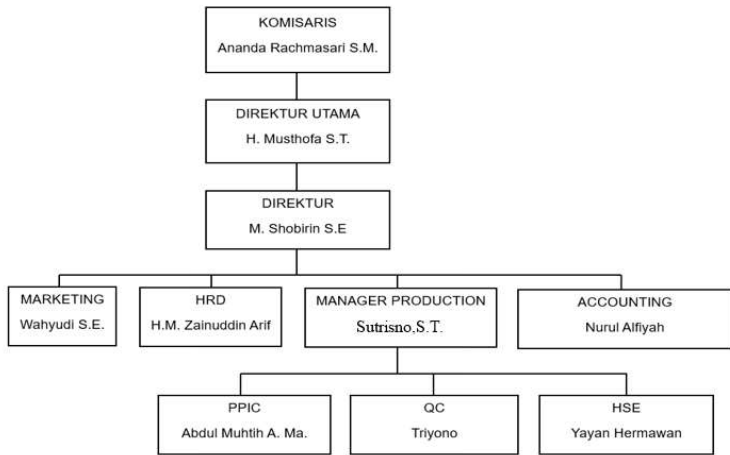 KOMISARIS
Ananda Rachmasari S.M.
DIREKTUR UTAMA
H. Musthofa S.T.
DIREKTUR
M. Shobirin S.E
MARKETING
Wahyudi S.E.
HRD
H.M. Zainuddin Arif
MANAGER PRODUCTION
Sutrisno,S.T.
ACCOUNTING
Nurul Alfiyah
PPIC
Abdul Muhtih A. Ma.
QC
Triyono
HSE
Yayan Hermawan